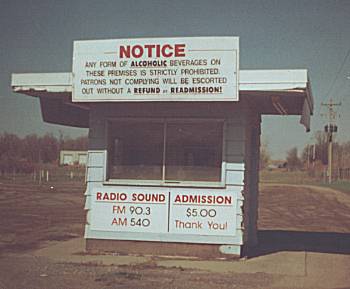 NOTICE
ANY FORM OF ALCOHOLIC BEVERAGES ON
THESE PREMISES IS STRICTLY PROHIBITED.
PATRONS NOT COMPLYING WILL BE ESCORTED
OUT WITHOUT A REFUND or READMISSION!
RADIO SOUND
FM 90.3
AM 540
ADMISSION
$5.00
Thank You!